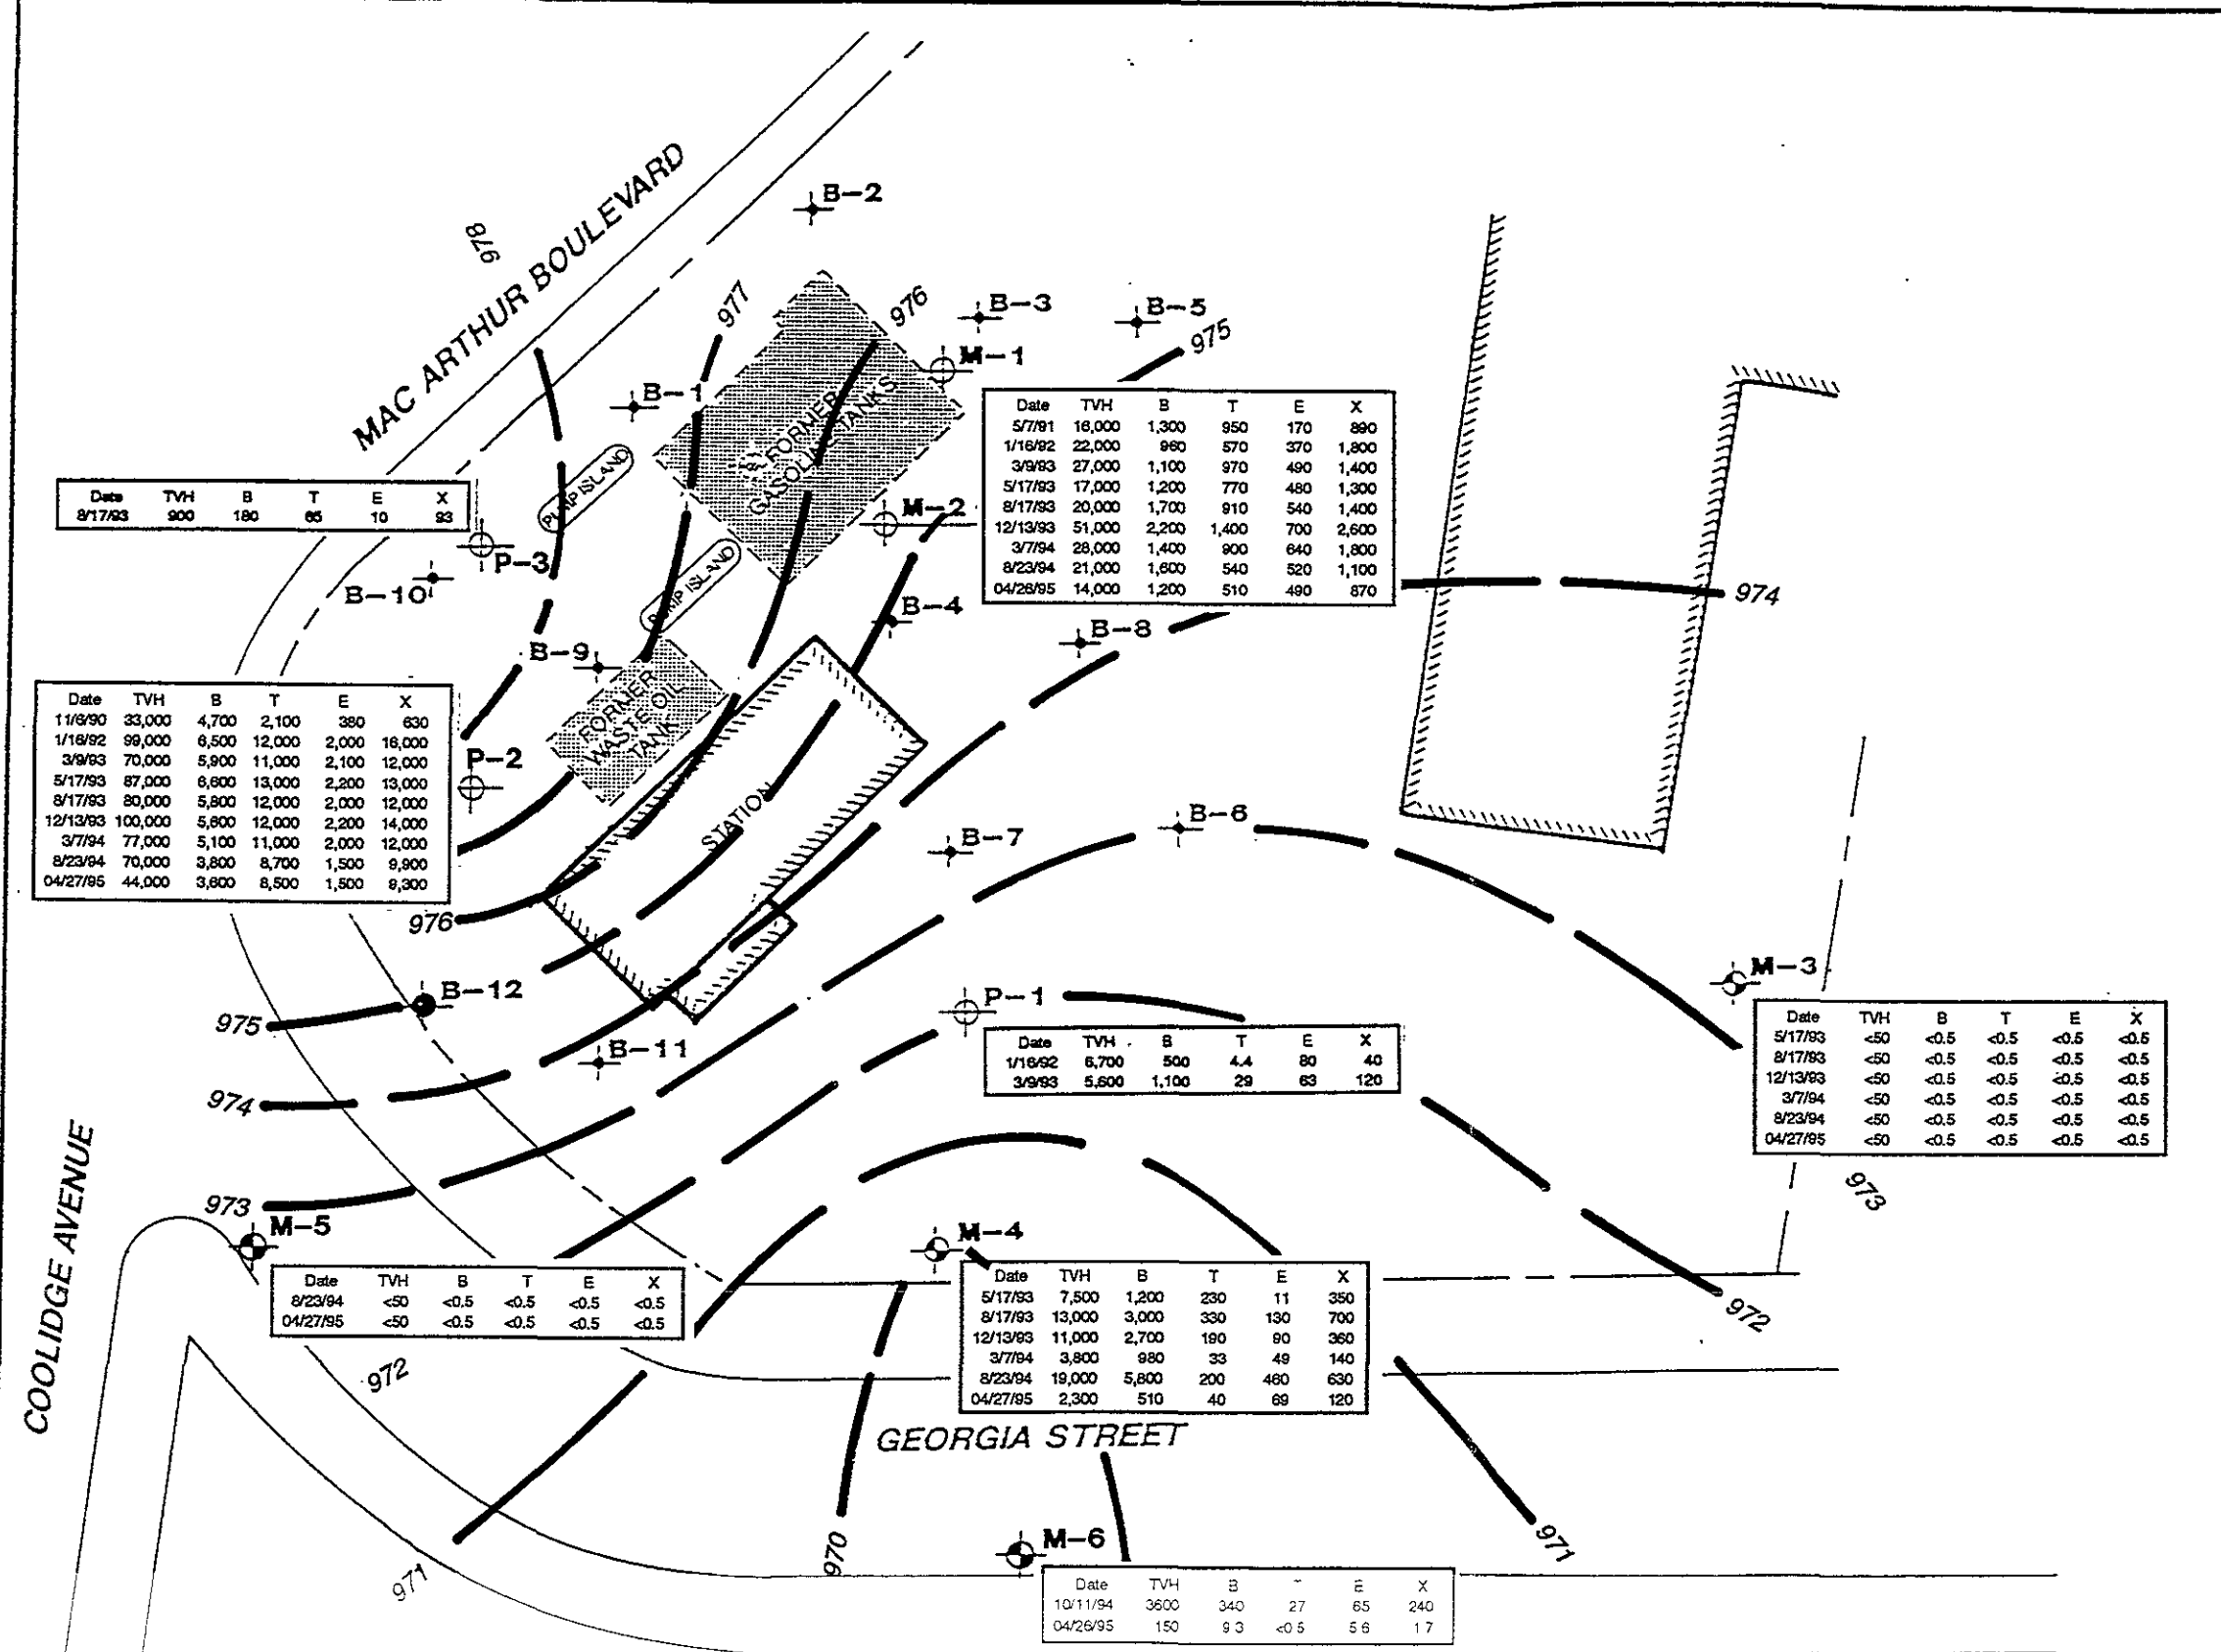 MAC ARTHUR BOULEVARD
978
B-2
977
976
B-3
B-5
975
M-1
B-1
FORMER
GASOLINE TANKS
PUMP ISLAND
Date TVH B T E X
5/7/91 16,000 1,300 950 170 890
1/16/92 22,000 960 570 370 1,800
3/9/93 27,000 1,100 970 490 1,400
5/17/93 17,000 1,200 770 480 1,300
8/17/93 20,000 1,700 910 540 1,400
12/13/93 51,000 2,200 1,400 700 2,600
3/7/94 28,000 1,400 900 640 1,800
8/23/94 21,000 1,600 540 520 1,100
04/26/95 14,000 1,200 510 490 870
Date TVH B T E X
8/17/93 900 180 65 10 93
M-2
P-3
PUMP ISLAND
B-10
B-4
974
B-8
B-9
FORMER
WASTE OIL
TANK
Date TVH B T E X
11/6/90 33,000 4,700 2,100 380 630
1/16/92 99,000 6,500 12,000 2,000 16,000
3/9/93 70,000 5,900 11,000 2,100 12,000
5/17/93 87,000 6,600 13,000 2,200 13,000
8/17/93 80,000 5,800 12,000 2,000 12,000
12/13/93 100,000 5,600 12,000 2,200 14,000
3/7/94 77,000 5,100 11,000 2,000 12,000
8/23/94 70,000 3,800 8,700 1,500 9,900
04/27/95 44,000 3,600 8,500 1,500 9,300
P-2
STATION
B-7
B-6
976
M-3
B-12
P-1
975
B-11
Date TVH B T E X
1/16/92 6,700 500 4.4 80 40
3/9/93 5,600 1,100 29 63 120
Date TVH B T E X
5/17/93 <50 <0.5 <0.5 <0.5 <0.5
8/17/93 <50 <0.5 <0.5 <0.5 <0.5
12/13/93 <50 <0.5 <0.5 <0.5 <0.5
3/7/94 <50 <0.5 <0.5 <0.5 <0.5
8/23/94 <50 <0.5 <0.5 <0.5 <0.5
04/27/95 <50 <0.5 <0.5 <0.5 <0.5
974
COOLIDGE AVENUE
973
973
M-5
M-4
Date TVH B T E X
8/23/94 <50 <0.5 <0.5 <0.5 <0.5
04/27/95 <50 <0.5 <0.5 <0.5 <0.5
Date TVH B T E X
5/17/93 7,500 1,200 230 11 350
8/17/93 13,000 3,000 330 130 700
12/13/93 11,000 2,700 190 90 360
3/7/94 3,800 980 33 49 140
8/23/94 19,000 5,800 200 460 630
04/27/95 2,300 510 40 69 120
972
972
GEORGIA STREET
M-6
970
971
971
Date TVH B E X
10/11/94 3600 340 27 65 240
04/26/95 150 9 3 <0 5 5 6 1 7